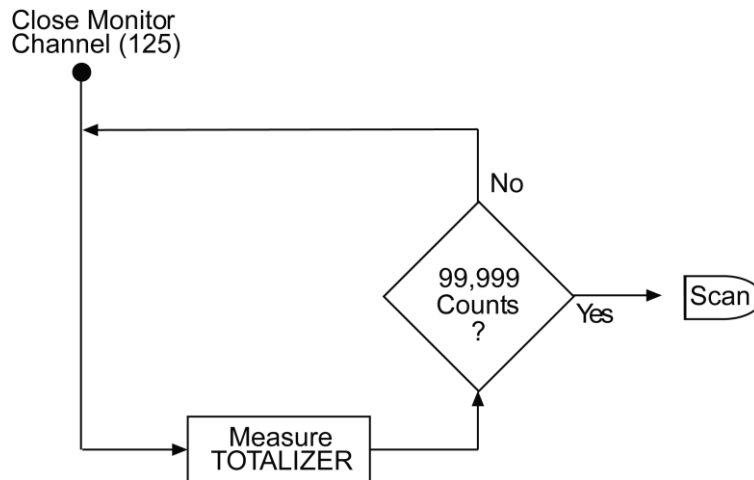 Close Monitor
Channel (125)
No
99,999
Counts
?
Yes
Scan
Measure
TOTALIZER